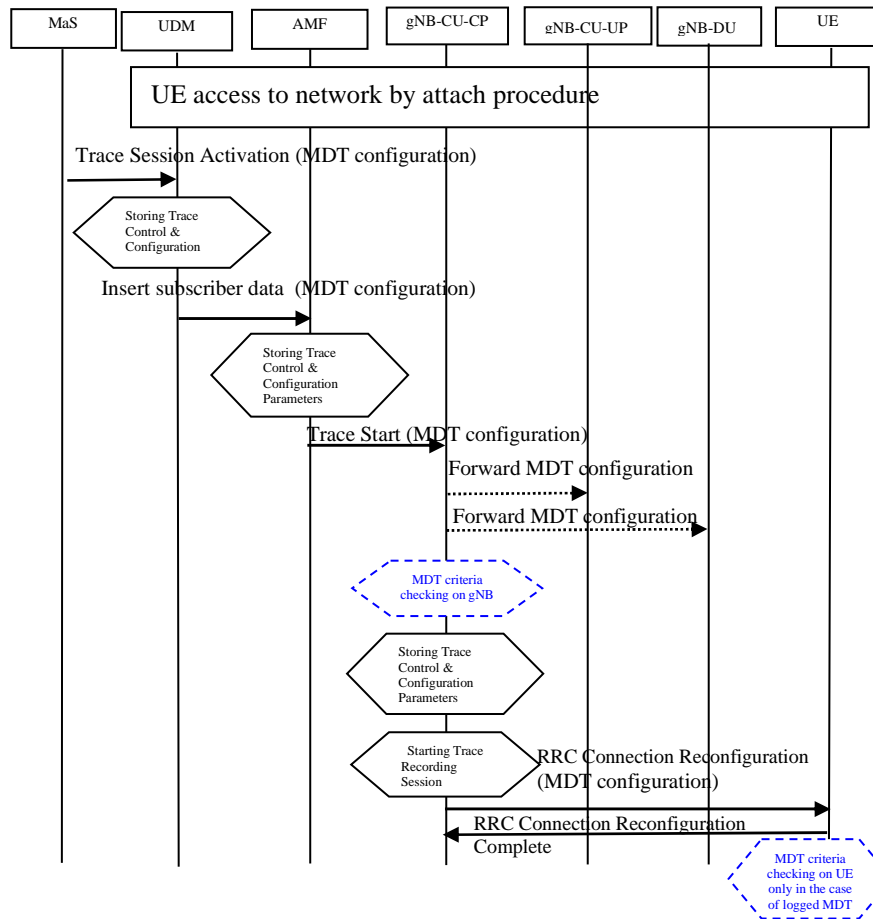 MaS
UDM
AMF
gNB-CU-CP
gNB-CU-UP
gNB-DU
UE
UE access to network by attach procedure
Trace Session Activation (MDT configuration)
Storing Trace
Control &
Configuration
Insert subscriber data (MDT configuration)
Storing Trace
Control &
Configuration
Parameters
Trace Start (MDT configuration)
Forward MDT configuration
Forward MDT configuration
MDT criteria
checking on gNB
Storing Trace
Control &
Configuration
Parameters
Starting Trace
Recording
Session
RRC Connection Reconfiguration
(MDT configuration)
RRC Connection Reconfiguration
Complete
MDT criteria
checking on UE
only in the case
of logged MDT